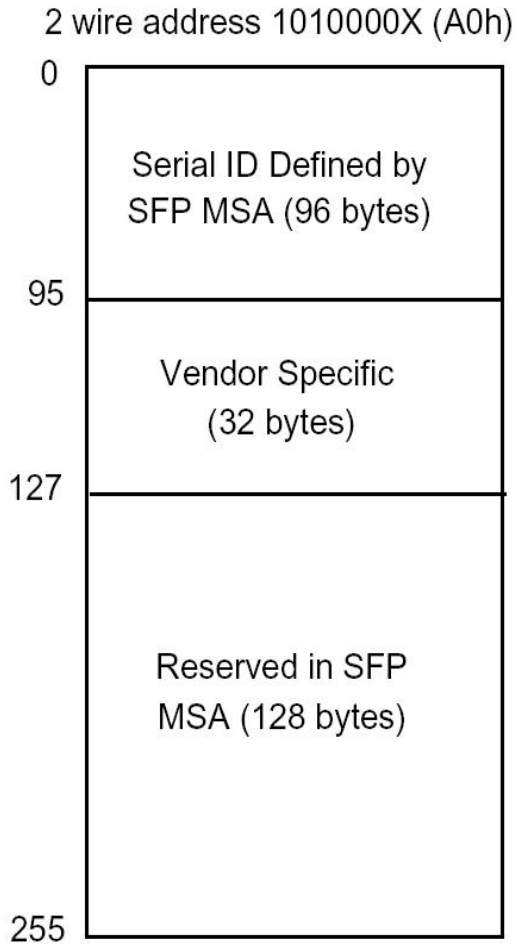 2 wire address 1010000X (A0h)
0
Serial ID Defined by
SFP MSA (96 bytes)
95
Vendor Specific
(32 bytes)
127
Reserved in SFP
MSA (128 bytes)
255